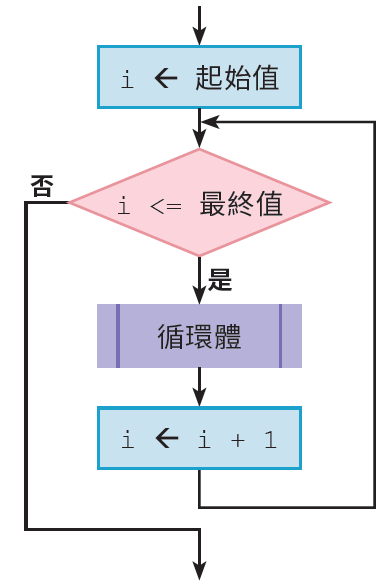 i ← 起始值
否
i <= 最終值
是
循環體
i ← i + 1